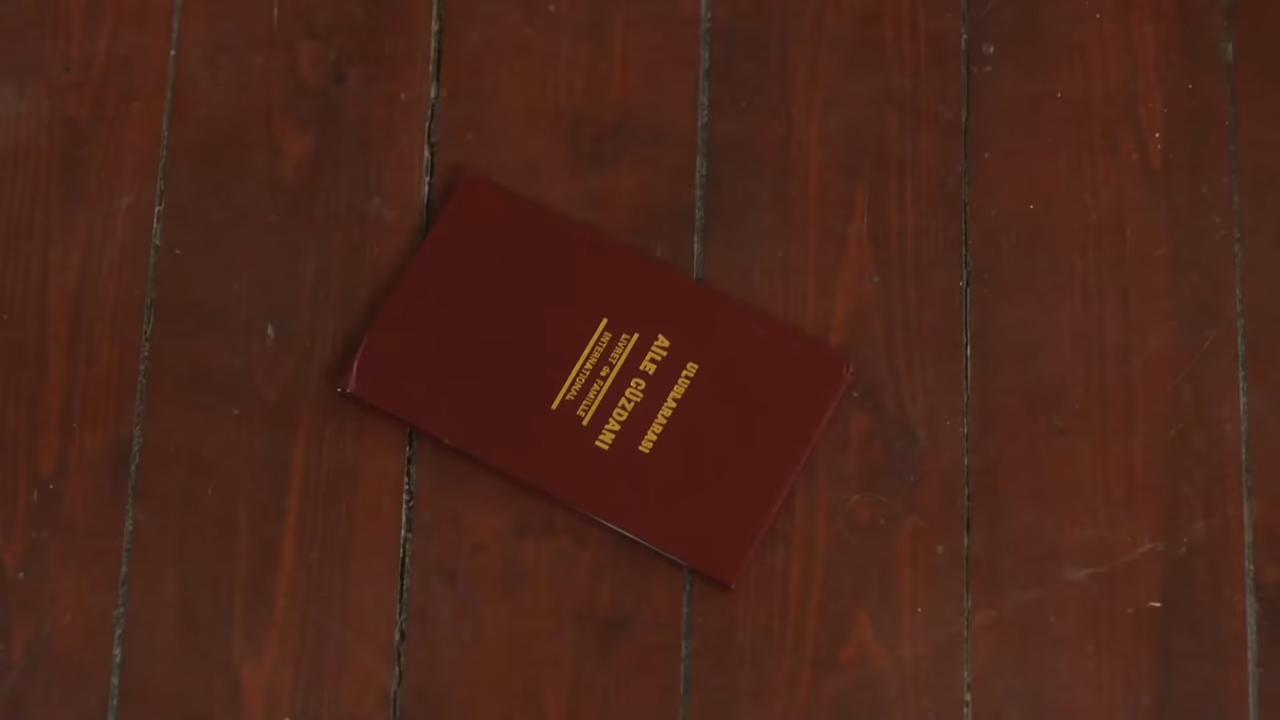 ULUSLARARASI
AİLE CÜZDANI
LIVRET de FAMILLE
INTERNATIONAL